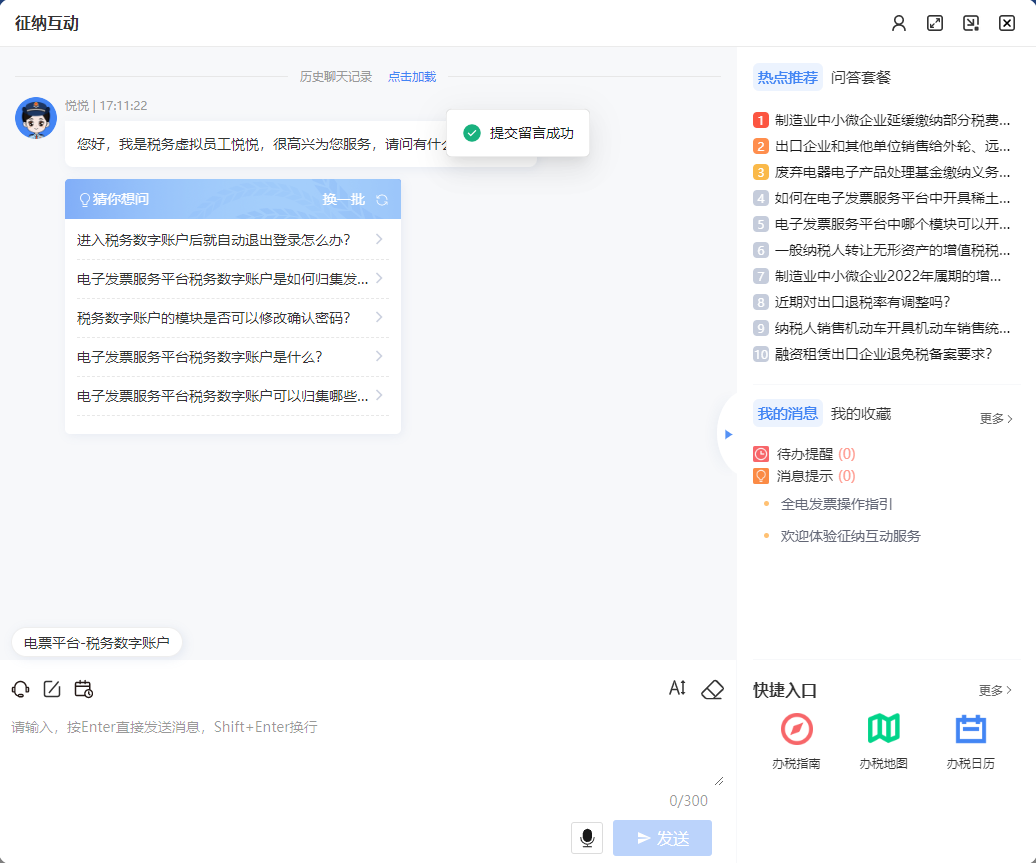 征纳互动
历史聊天记录 点击加载
悦悦 | 17:11:22
您好，我是税务虚拟员工悦悦，很高兴为您服务，请问有什
提交留言成功
猜你想问 换一批
进入税务数字账户后就自动退出登录怎么办?
电子发票服务平台税务数字账户是如何归集发...
税务数字账户的模块是否可以修改确认密码?
电子发票服务平台税务数字账户是什么?
电子发票服务平台税务数字账户可以归集哪些...
电票平台-税务数字账户
请输入，按Enter直接发送消息，Shift+Enter换行
0/300
发送
热点推荐 问答套餐
1 制造业中小微企业延缓缴纳部分税费...
2 出口企业和其他单位销售给外轮、远...
3 废弃电器电子产品处理基金缴纳义务...
4 如何在电子发票服务平台中开具稀土...
5 电子发票服务平台中哪个模块可以开...
6 一般纳税人转让无形资产的增值税税...
7 制造业中小微企业2022年属期的增...
8 近期对出口退税率有调整吗?
9 纳税人销售机动车开具机动车销售统...
10 融资租赁出口企业退免税备案要求?
我的消息 我的收藏 更多
待办提醒 (0)
消息提示 (0)
全电发票操作指引
欢迎体验征纳互动服务
快捷入口 更多
办税指南 办税地图 办税日历